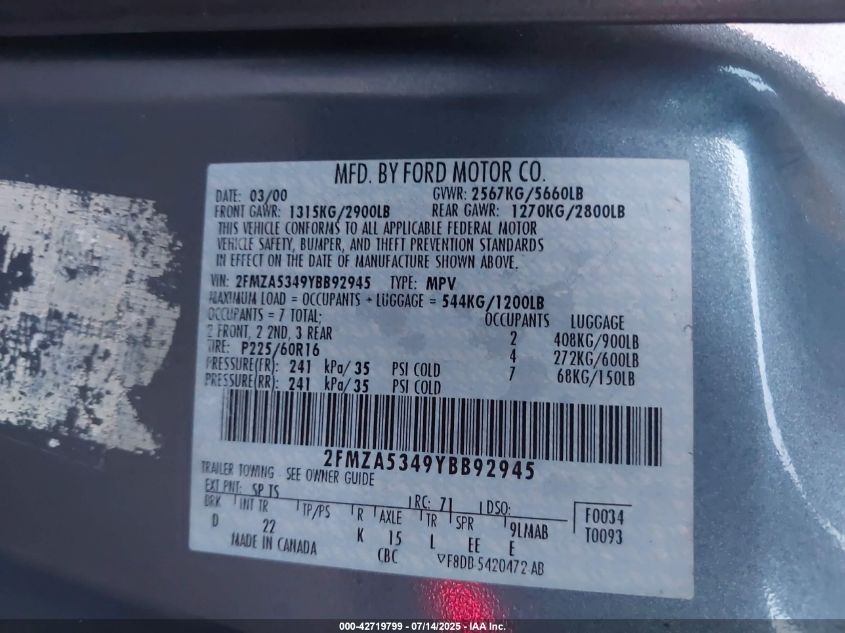 MFD. BY FORD MOTOR CO.
DATE: 03/00 GVWR: 2567KG/5660LB
FRONT GAWR: 1315KG/2900LB REAR GAWR: 1270KG/2800LB
THIS VEHICLE CONFORMS TO ALL APPLICABLE FEDERAL MOTOR
VEHICLE SAFETY, BUMPER, AND THEFT PREVENTION STANDARDS
IN EFFECT ON THE DATE OF MANUFACTURE SHOWN ABOVE.
VIN: 2FMZA5349YBB92945 TYPE: MPV
MAXIMUM LOAD = OCCUPANTS + LUGGAGE = 544KG/1200LB
OCCUPANTS = 7 TOTAL: OCCUPANTS LUGGAGE
2 FRONT, 2 2ND, 3 REAR 2 408KG/900LB
TIRE: P225/60R16 4 272KG/600LB
PRESSURE(FR): 241 kPa/35 PSI COLD 7 68KG/150LB
PRESSURE(RR): 241 kPa/35 PSI COLD
2FMZA5349YBB92945
TRAILER TOWING - SEE OWNER GUIDE
EXT PNT: SP TS RC: 71 DSO: F0034
BRK INT TR TP/PS R AXLE TR SPR 9LMAB T0093
D 22 K 15 L EE E
MADE IN CANADA CBC ▽F8DB 5420472 AB
000-42719799 - 07/14/2025 - IAA Inc.